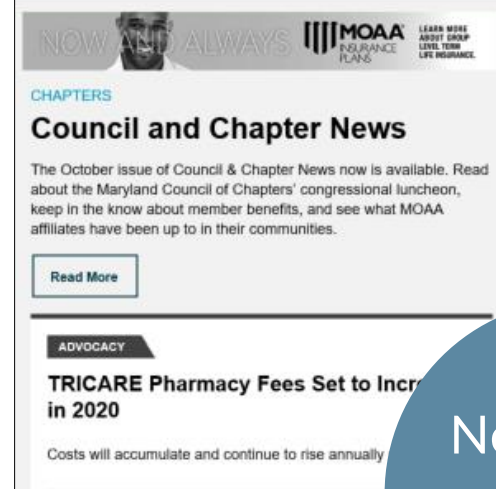 NOW AND ALWAYS
MOAA
INSURANCE
PLANS
LEARN MORE
ABOUT GROUP
LEVEL TERM
LIFE INSURANCE.
CHAPTERS
Council and Chapter News
The October issue of Council & Chapter News now is available. Read
about the Maryland Council of Chapters' congressional luncheon,
keep in the know about member benefits, and see what MOAA
affiliates have been up to in their communities.
Read More
ADVOCACY
TRICARE Pharmacy Fees Set to
in 2020
Costs will accumulate and continue to rise annually